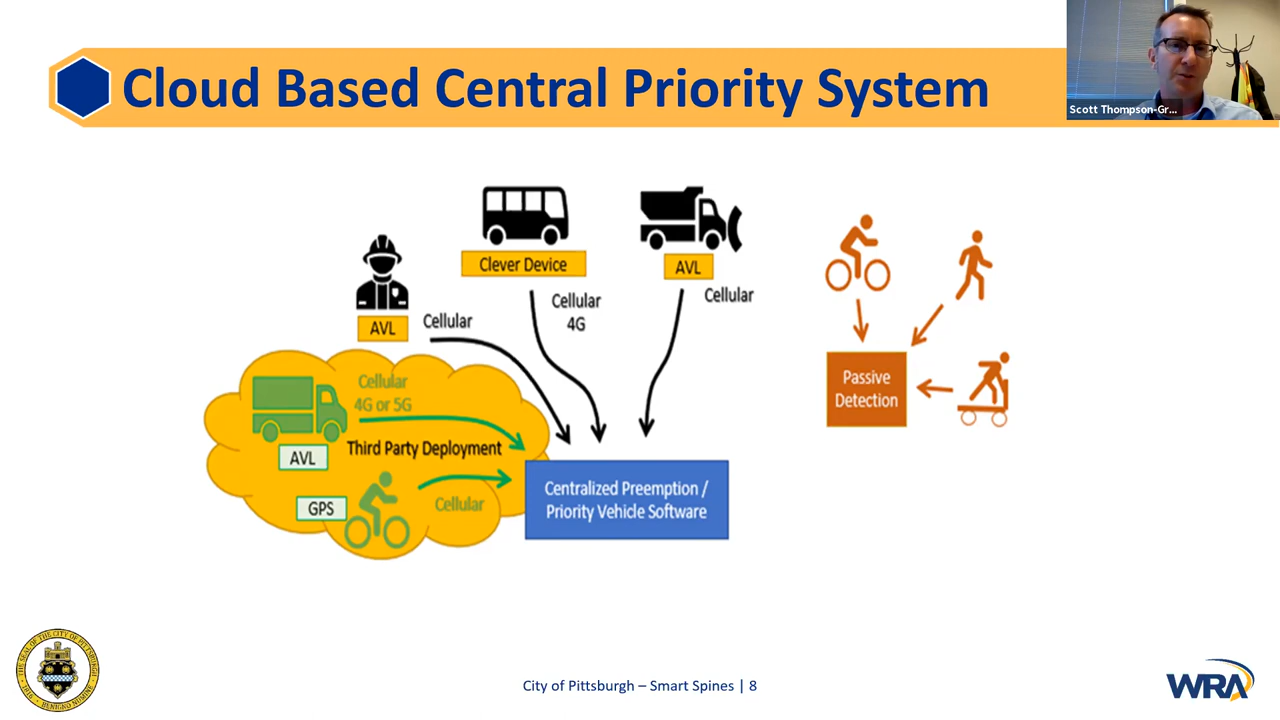 Cloud Based Central Priority System
Scott Thompson-Gr...
Clever Device
AVL
Cellular
4G
Cellular
AVL
Cellular
Cellular
4G or 5G
AVL
Third Party Deployment
GPS
Cellular
Centralized Preemption /
Priority Vehicle Software
Passive
Detection
City of Pittsburgh – Smart Spines | 8
WRA